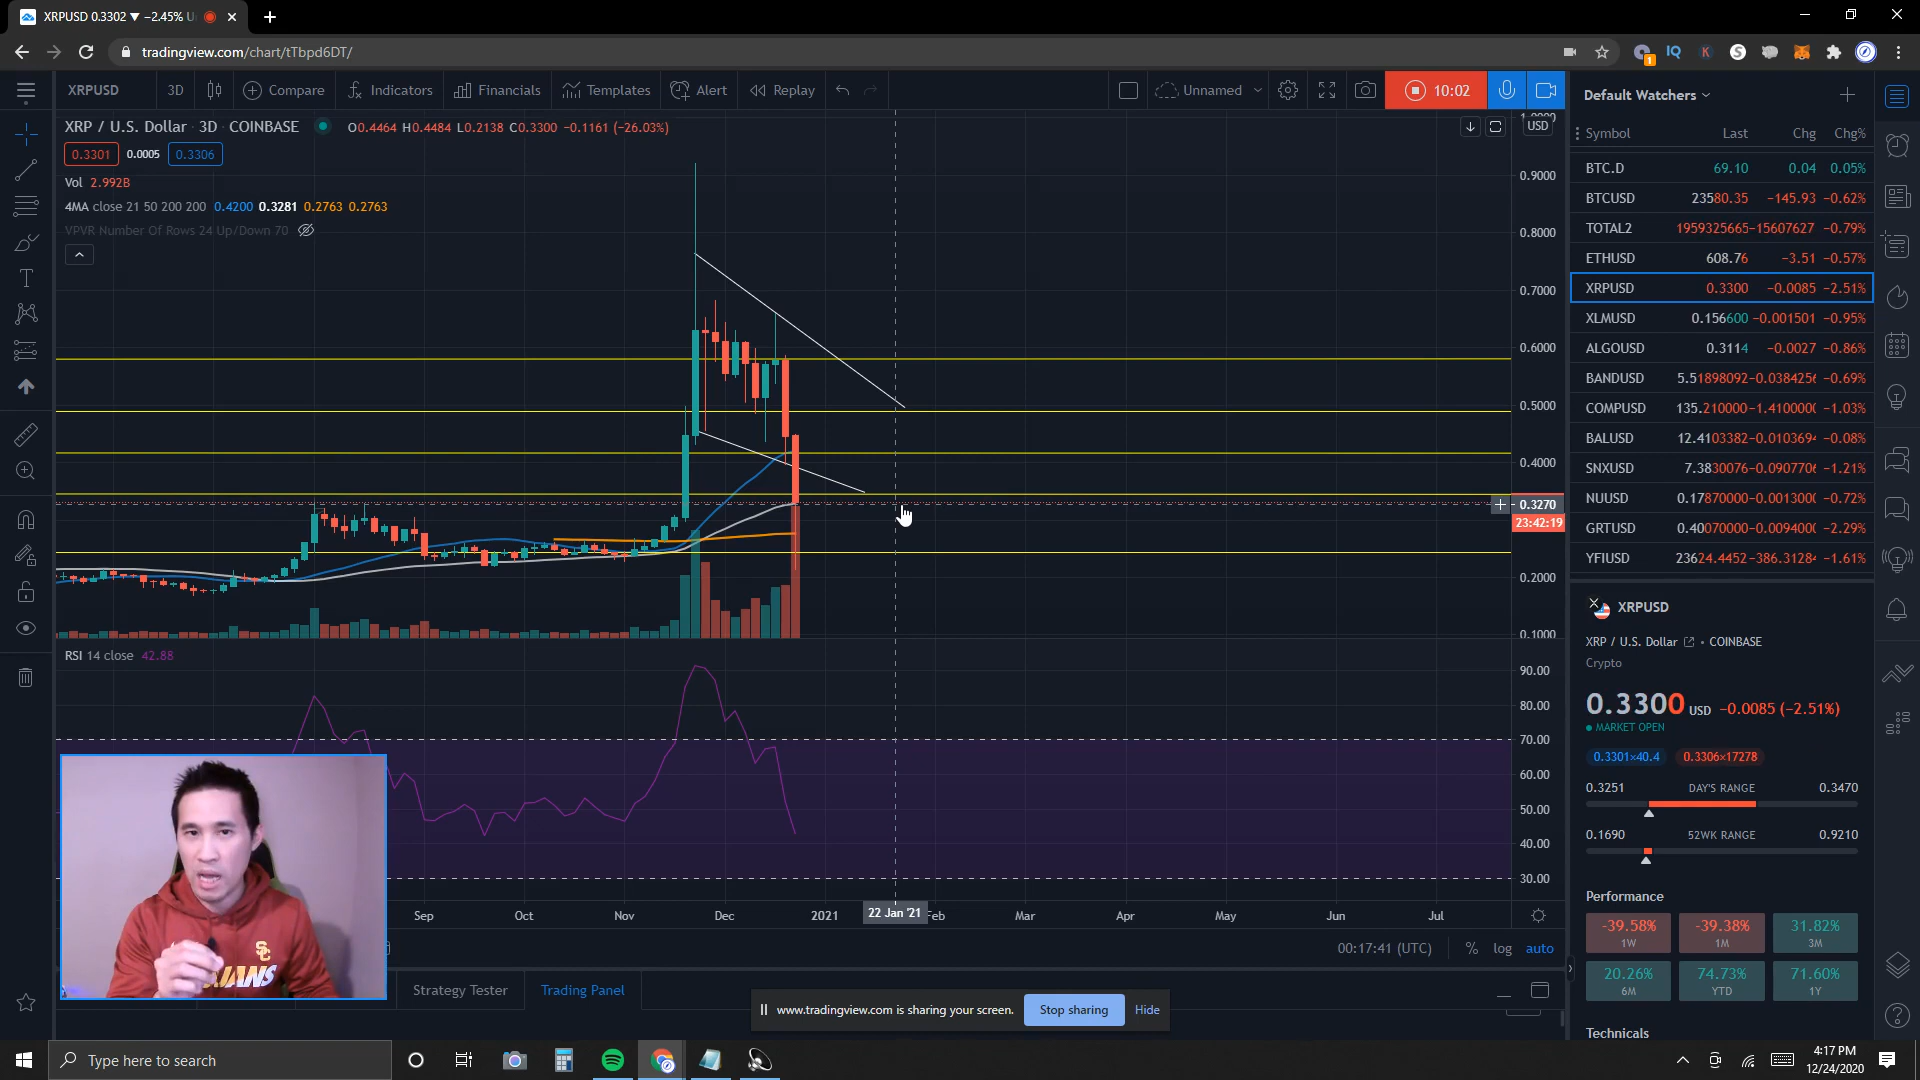 XRPUSD 0.3302 ▼ −2.45% U
tradingview.com/chart/tTbpd6DT/
XRPUSD 3D Compare Indicators Financials Templates Alert Replay Unnamed 10:02
XRP / U.S. Dollar · 3D · COINBASE O0.4464 H0.4484 L0.2138 C0.3300 −0.1161 (−26.03%)
0.3301 0.0005 0.3306
Vol 2.992B
4MA close 21 50 200 200 0.4200 0.3281 0.2763 0.2763
VPVR Number Of Rows 24 Up/Down 70
USD
1.0000
0.9000
0.8000
0.7000
0.6000
0.5000
0.4000
0.3270
23:42:19
0.2000
0.1000
RSI 14 close 42.88
90.00
80.00
70.00
60.00
50.00
40.00
30.00
Sep Oct Nov Dec 2021 22 Jan '21 Feb Mar Apr May Jun Jul
00:17:41 (UTC) % log auto
Strategy Tester Trading Panel
Default Watchers
Symbol Last Chg Chg%
BTC.D 69.10 0.04 0.05%
BTCUSD 23580.35 −145.93 −0.62%
TOTAL2 1959325665 −15607627 −0.79%
ETHUSD 608.76 −3.51 −0.57%
XRPUSD 0.3300 −0.0085 −2.51%
XLMUSD 0.156600 −0.001501 −0.95%
ALGOUSD 0.3114 −0.0027 −0.86%
BANDUSD 5.51898092 −0.038425 −0.69%
COMPUSD 135.210000 −1.410000 −1.03%
BALUSD 12.4103382 −0.010369 −0.08%
SNXUSD 7.3830076 −0.090770 −1.21%
NUUSD 0.17870000 −0.001300 −0.72%
GRTUSD 0.40070000 −0.009400 −2.29%
YFIUSD 23624.4452 −386.3128 −1.61%
XRPUSD
XRP / U.S. Dollar • COINBASE
Crypto
0.3300 USD −0.0085 (−2.51%)
MARKET OPEN
0.3301×40.4 0.3306×17278
0.3251 DAY'S RANGE 0.3470
0.1690 52WK RANGE 0.9210
Performance
-39.58% -39.38% 31.82%
1W 1M 3M
20.26% 74.73% 71.60%
6M YTD 1Y
Technicals
SC
www.tradingview.com is sharing your screen. Stop sharing Hide
Type here to search
4:17 PM
12/24/2020